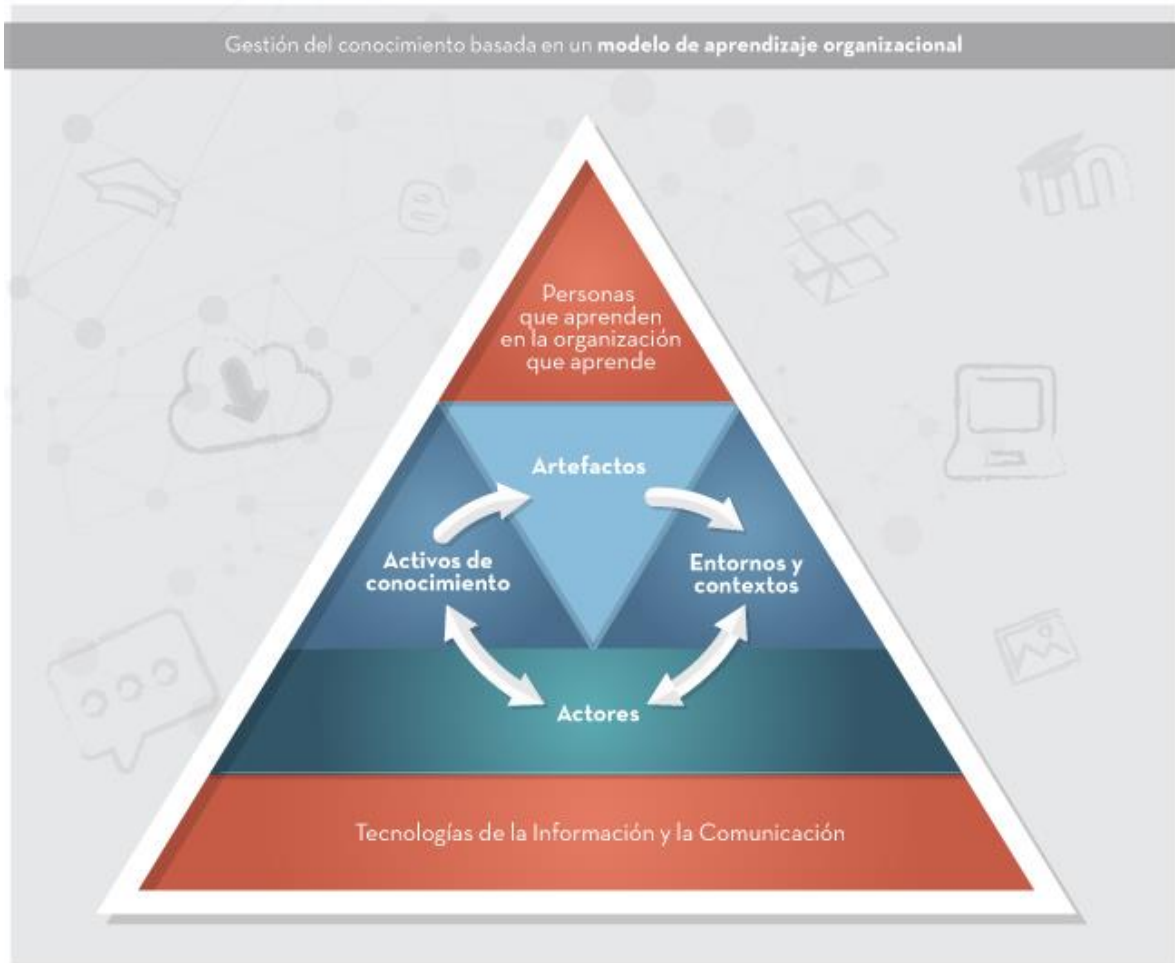 Gestión del conocimiento basada en un modelo de aprendizaje organizacional
Personas
que aprenden
en la organización
que aprende
Artefactos
Activos de
conocimiento
Entornos y
contextos
Actores
Tecnologías de la Información y la Comunicación